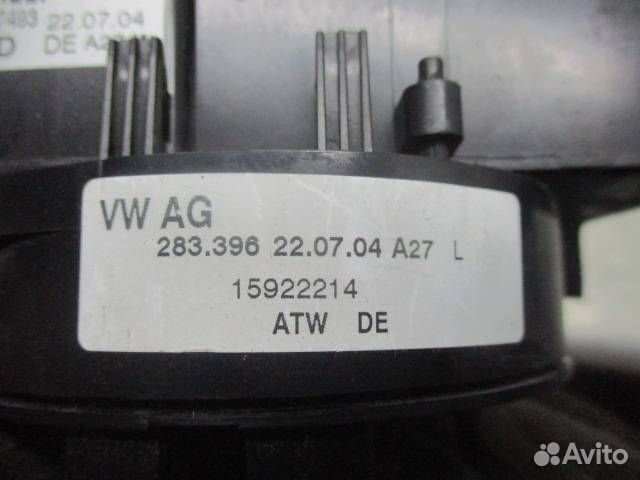 22.07.04
DE
VW AG
283.396 22.07.04 A27 L
15922214
ATW DE
Avito